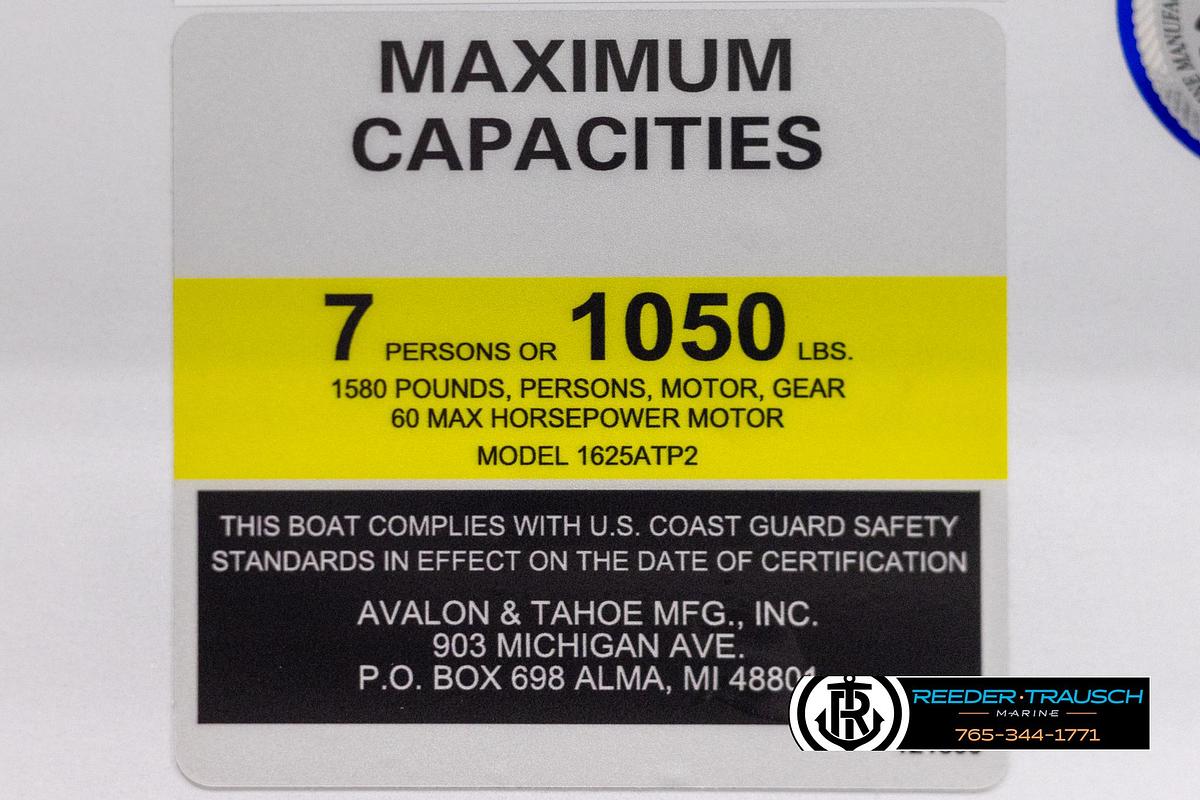 MAXIMUM
CAPACITIES
7 PERSONS OR 1050 LBS.
1580 POUNDS, PERSONS, MOTOR, GEAR
60 MAX HORSEPOWER MOTOR
MODEL 1625ATP2
THIS BOAT COMPLIES WITH U.S. COAST GUARD SAFETY
STANDARDS IN EFFECT ON THE DATE OF CERTIFICATION
AVALON & TAHOE MFG., INC.
903 MICHIGAN AVE.
P.O. BOX 698 ALMA, MI 48801
REEDER·TRAUSCH
MARINE
765-344-1771